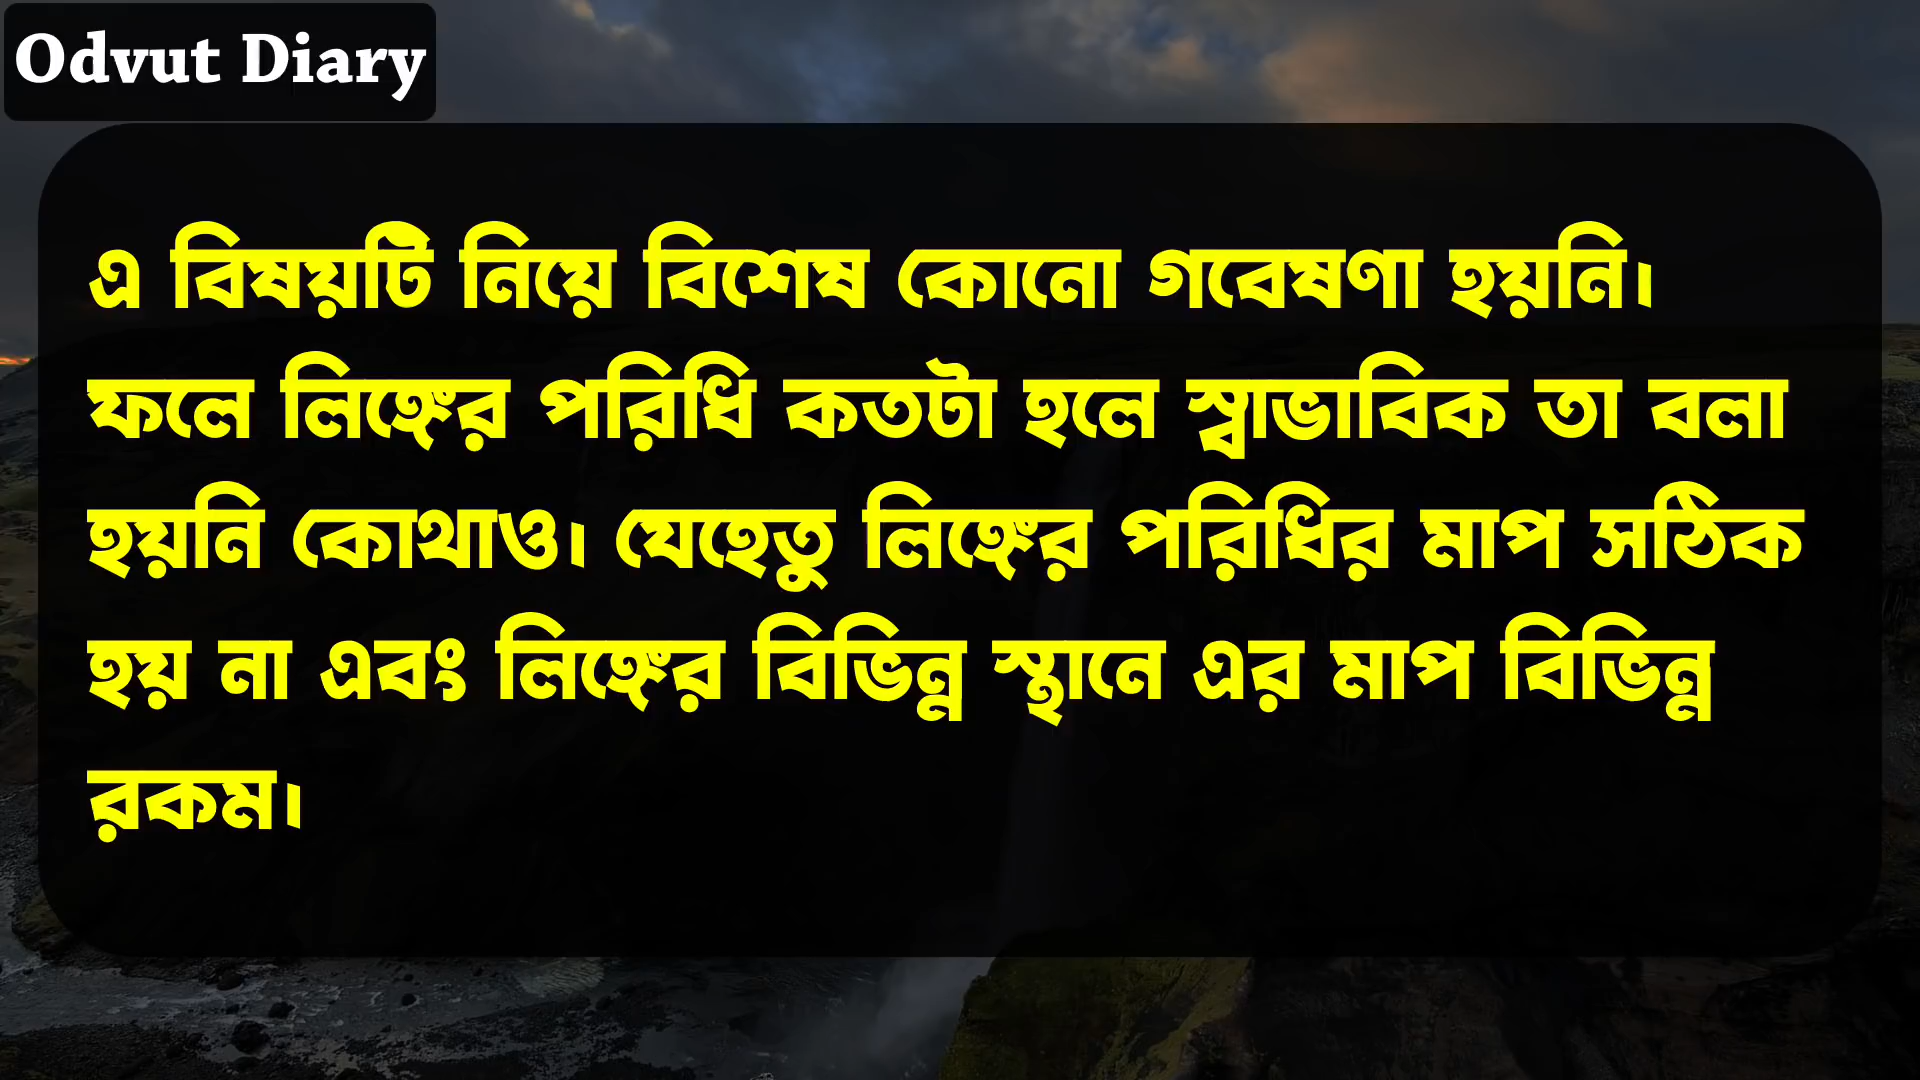 Odvut Diary
এ বিষয়টি নিয়ে বিশেষ কোনো গবেষণা হয়নি।
ফলে লিঙ্গের পরিধি কতটা হলে স্বাভাবিক তা বলা
হয়নি কোথাও। যেহেতু লিঙ্গের পরিধির মাপ সঠিক
হয় না এবং লিঙ্গের বিভিন্ন স্থানে এর মাপ বিভিন্ন
রকম।